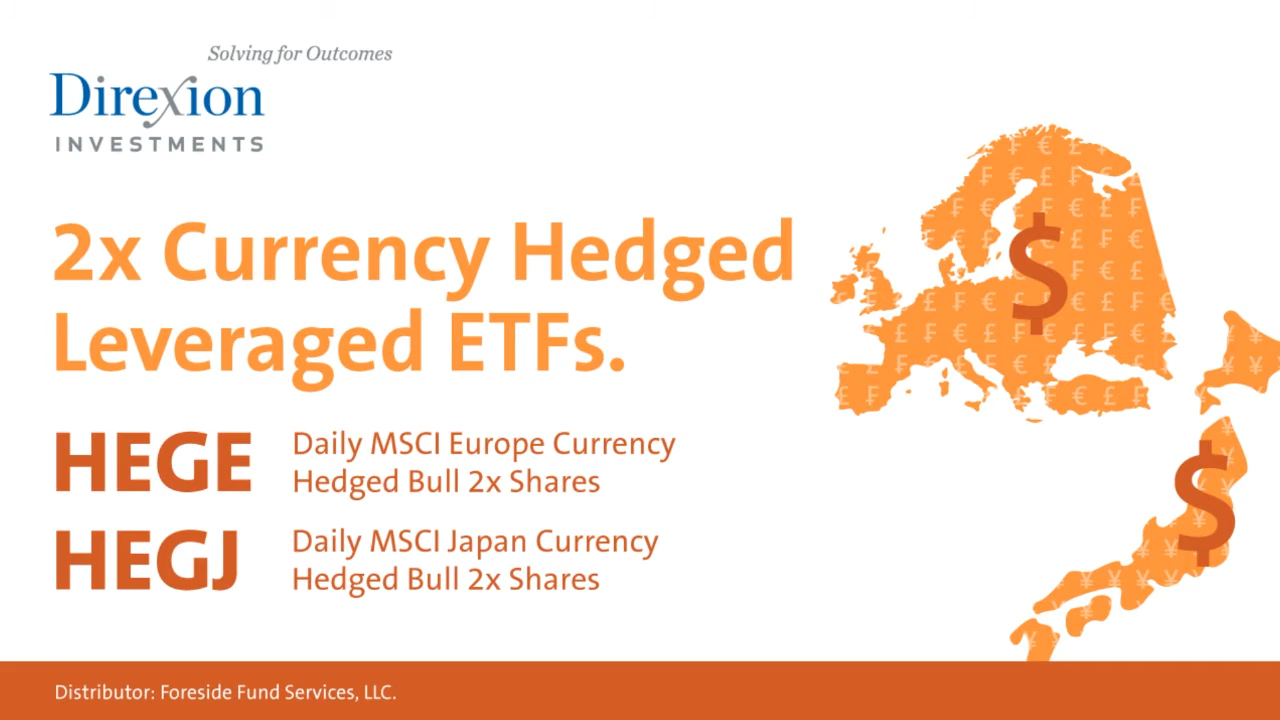 Solving for Outcomes
Direxion
INVESTMENTS
2x Currency Hedged
Leveraged ETFs.
HEGE
Daily MSCI Europe Currency
Hedged Bull 2x Shares
HEGJ
Daily MSCI Japan Currency
Hedged Bull 2x Shares
$
$
Distributor: Foreside Fund Services, LLC.